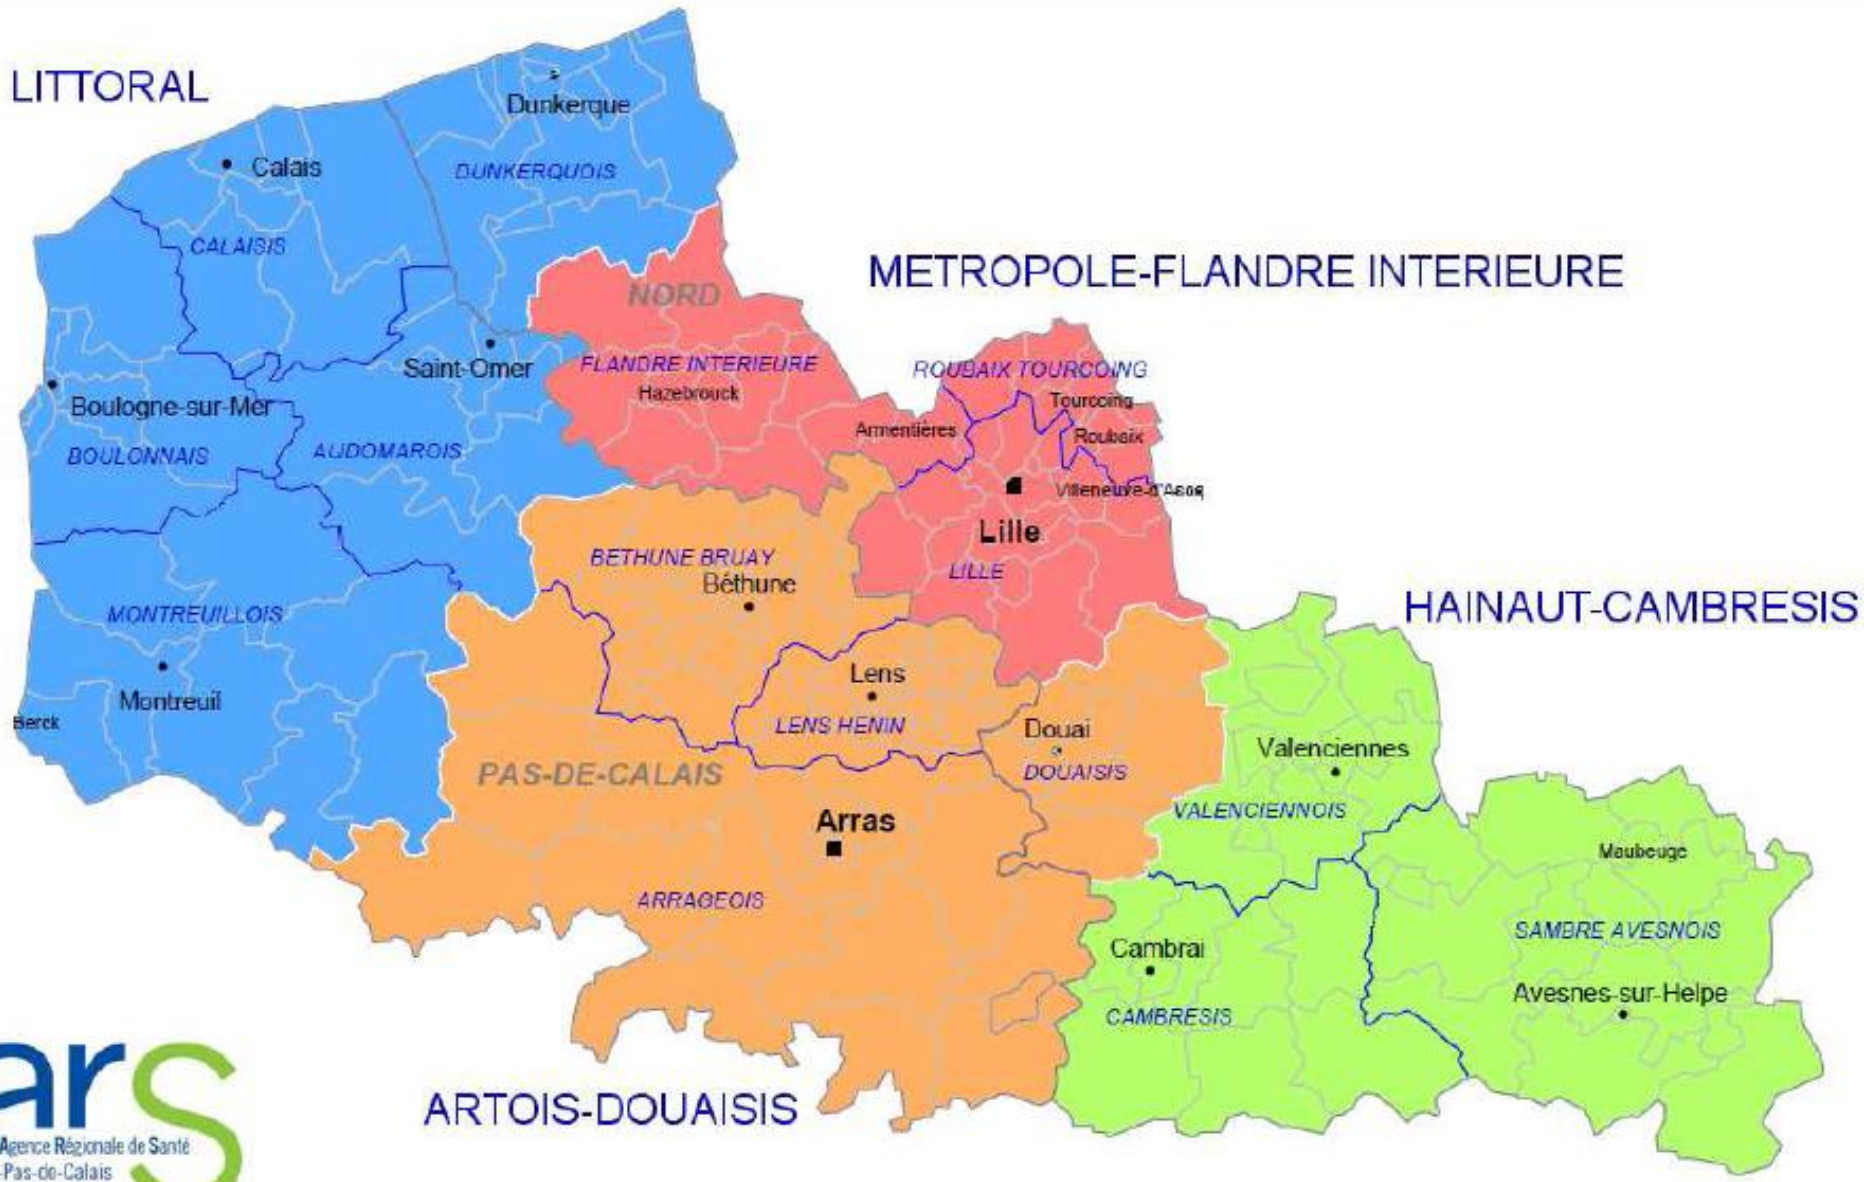 LITTORAL
Dunkerque
Calais
DUNKERQUOIS
CALAISIS
METROPOLE-FLANDRE INTERIEURE
NORD
Saint-Omer
FLANDRE INTERIEURE
ROUBAIX TOURCOING
Hazebrouck
Tourcoing
Boulogne-sur-Mer
Armentières
Roubaix
BOULONNAIS
AUDOMAROIS
Villeneuve-d'Ascq
Lille
BETHUNE BRUAY
LILLE
Béthune
HAINAUT-CAMBRESIS
MONTREUILLOIS
Lens
Montreuil
Berck
LENS HENIN
Douai
Valenciennes
PAS-DE-CALAIS
DOUAISIS
VALENCIENNOIS
Arras
Maubeuge
ARRAGEOIS
SAMBRE AVESNOIS
Cambrai
Avesnes-sur-Helpe
CAMBRESIS
ARTOIS-DOUAISIS
ars
Agence Régionale de Santé
-Pas-de-Calais